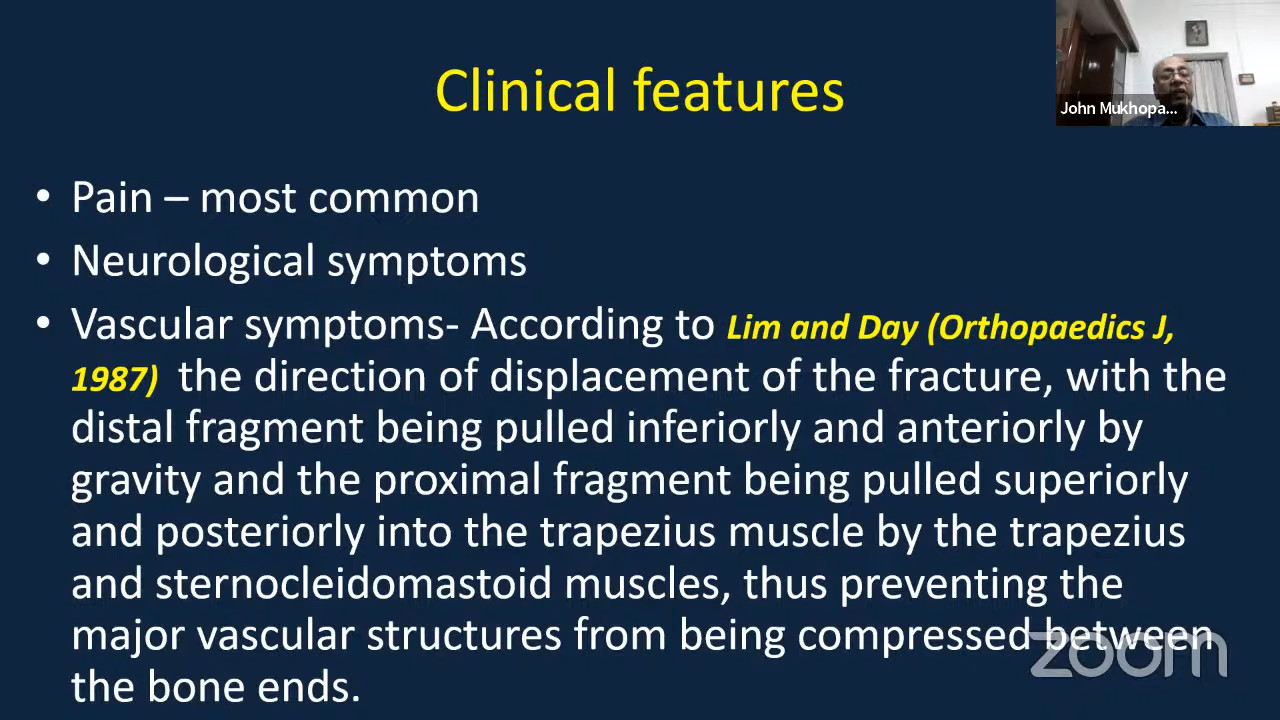 Clinical features
John Mukhopa...
• Pain – most common
• Neurological symptoms
• Vascular symptoms- According to Lim and Day (Orthopaedics J,
1987) the direction of displacement of the fracture, with the
distal fragment being pulled inferiorly and anteriorly by
gravity and the proximal fragment being pulled superiorly
and posteriorly into the trapezius muscle by the trapezius
and sternocleidomastoid muscles, thus preventing the
major vascular structures from being compressed between
the bone ends.
zoom